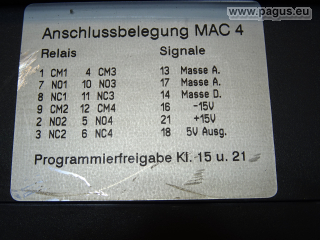 www.pagus.eu
Anschlussbelegung MAC 4
Relais Signale
1 CM1 4 CM3 13 Masse A.
7 NO1 10 NO3 17 Masse A.
8 NC1 11 NC3 14 Masse D.
9 CM2 12 CM4 16 -15V
2 NO2 5 NO4 21 +15V
3 NC2 6 NC4 18 5V Ausg.
Programmierfreigabe Kl. 15 u. 21